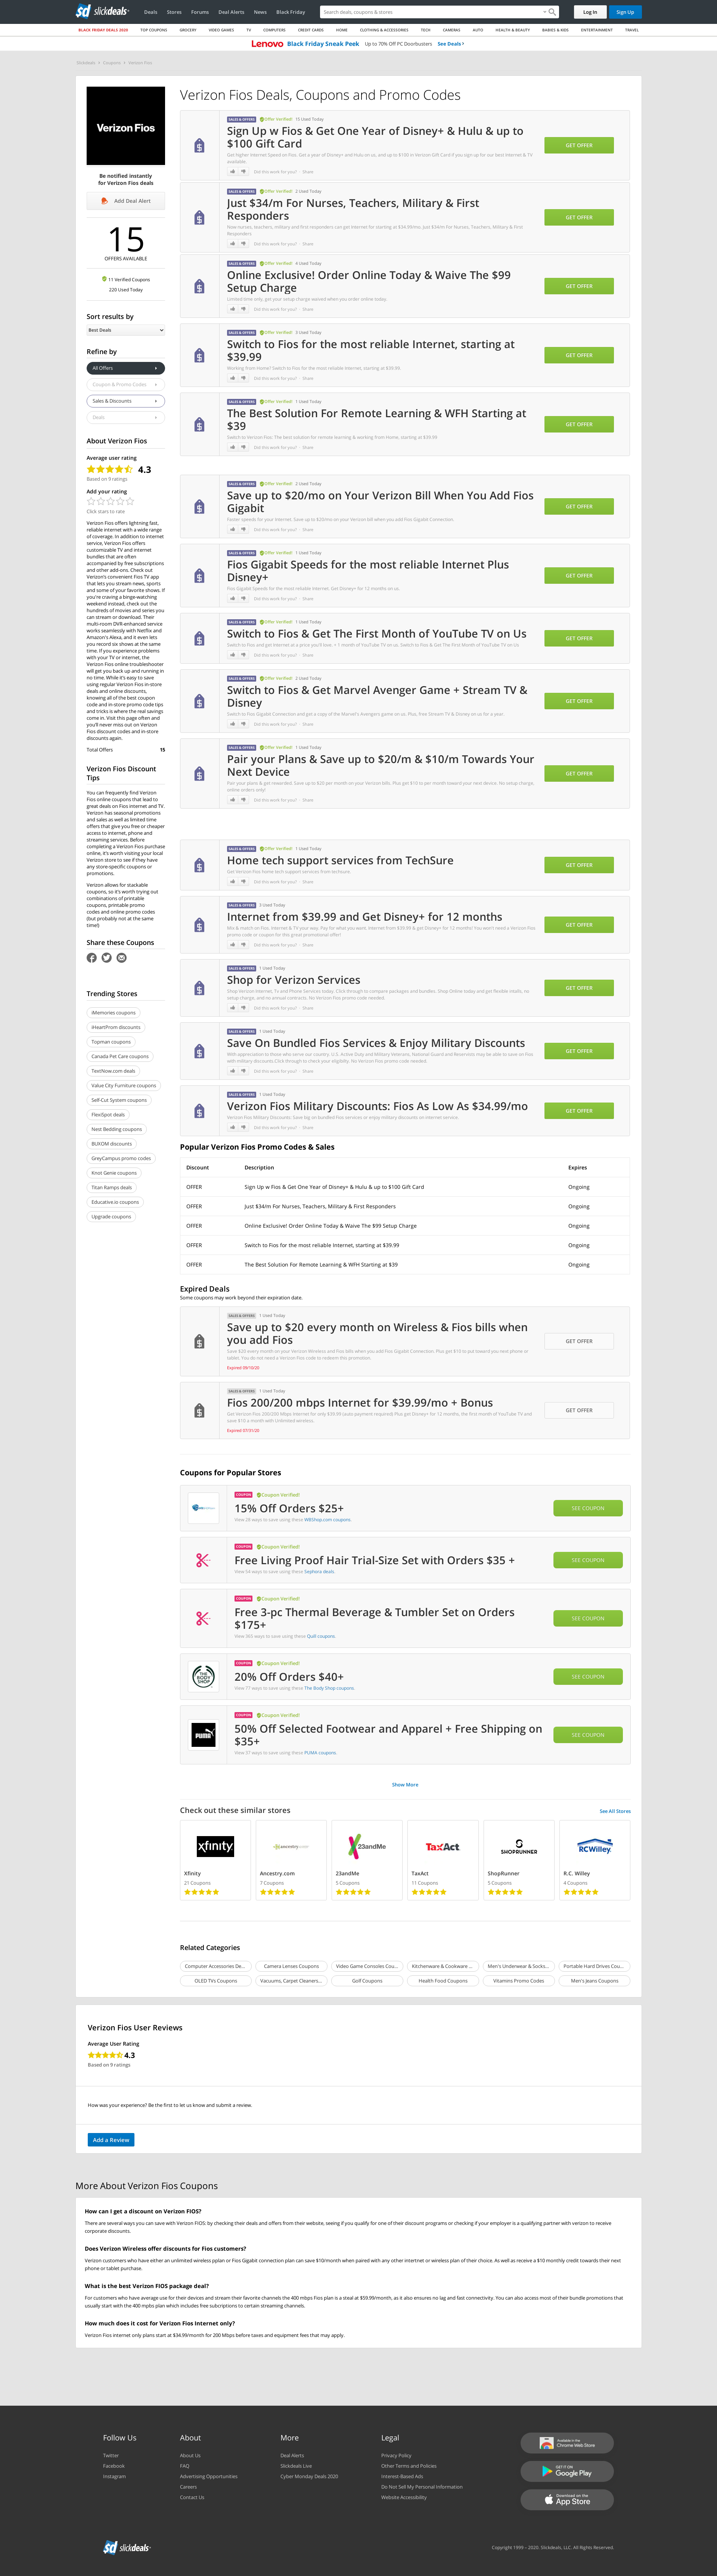 slickdeals
Deals
Stores
Forums
Deal Alerts
News
Black Friday
Search deals, coupons & stores
Log In
Sign Up
BLACK FRIDAY DEALS 2020
TOP COUPONS
GROCERY
VIDEO GAMES
TV
COMPUTERS
CREDIT CARDS
HOME
CLOTHING & ACCESSORIES
TECH
CAMERAS
AUTO
HEALTH & BEAUTY
BABIES & KIDS
ENTERTAINMENT
TRAVEL
Lenovo Black Friday Sneak Peek Up to 70% Off PC Doorbusters See Deals
Slickdeals > Coupons > Verizon Fios
Verizon Fios
Be notified instantly
for Verizon Fios deals
Add Deal Alert
15
OFFERS AVAILABLE
11 Verified Coupons
220 Used Today
Sort results by
Best Deals
Refine by
All Offers
Coupon & Promo Codes
Sales & Discounts
Deals
About Verizon Fios
Average user rating
4.3
Based on 9 ratings
Add your rating
Click stars to rate
Verizon Fios offers lightning fast,
reliable internet with a wide range
of coverage. In addition to internet
service, Verizon Fios offers
customizable TV and internet
bundles that are often
accompanied by free subscriptions
and other add-ons. Check out
Verizon's convenient Fios TV app
that lets you stream news, sports
and some of your favorite shows. If
you're craving a binge-watching
weekend instead, check out the
hundreds of movies and series you
can stream or download. Their
multi-room DVR-enhanced service
works seamlessly with Netflix and
Amazon's Alexa, and it even lets
you record six shows at the same
time. If you experience problems
with your TV or internet, the
Verizon Fios online troubleshooter
will get you back up and running in
no time. While it's easy to save
using regular Verizon Fios in-store
deals and online discounts,
knowing all of the best coupon
code and in-store promo code tips
and tricks is where the real savings
come in. Visit this page often and
you'll never miss out on Verizon
Fios discount codes and in-store
discounts again.
Total Offers 15
Verizon Fios Discount
Tips
You can frequently find Verizon
Fios online coupons that lead to
great deals on Fios internet and TV.
Verizon has seasonal promotions
and sales as well as limited time
offers that give you free or cheaper
access to internet, phone and
streaming services. Before
completing a Verizon Fios purchase
online, it's worth visiting your local
Verizon store to see if they have
any store-specific coupons or
promotions.
Verizon allows for stackable
coupons, so it's worth trying out
combinations of printable
coupons, printable promo
codes and online promo codes
(but probably not at the same
time!)
Share these Coupons
Trending Stores
iMemories coupons
iHeartProm discounts
Topman coupons
Canada Pet Care coupons
TextNow.com deals
Value City Furniture coupons
Self-Cut System coupons
FlexiSpot deals
Nest Bedding coupons
BUXOM discounts
GreyCampus promo codes
Knot Genie coupons
Titan Ramps deals
Educative.io coupons
Upgrade coupons
Verizon Fios Deals, Coupons and Promo Codes
SALES & OFFERS Offer Verified! 15 Used Today
Sign Up w Fios & Get One Year of Disney+ & Hulu & up to
$100 Gift Card
Get higher Internet Speed on Fios. Get a year of Disney+ and Hulu on us, and up to $100 in Verizon Gift Card if you sign up for our best Internet & TV
available.
Did this work for you? · Share
GET OFFER
SALES & OFFERS Offer Verified! 2 Used Today
Just $34/m For Nurses, Teachers, Military & First
Responders
Now nurses, teachers, military and first responders can get Internet for starting at $34.99/mo. Just $34/m For Nurses, Teachers, Military & First
Responders
Did this work for you? · Share
GET OFFER
SALES & OFFERS Offer Verified! 4 Used Today
Online Exclusive! Order Online Today & Waive The $99
Setup Charge
Limited time only, get your setup charge waived when you order online today.
Did this work for you? · Share
GET OFFER
SALES & OFFERS Offer Verified! 3 Used Today
Switch to Fios for the most reliable Internet, starting at
$39.99
Working from Home? Switch to Fios for the most reliable Internet, starting at $39.99.
Did this work for you? · Share
GET OFFER
SALES & OFFERS Offer Verified! 1 Used Today
The Best Solution For Remote Learning & WFH Starting at
$39
Switch to Verizon Fios: The best solution for remote learning & working from Home, starting at $39.99
Did this work for you? · Share
GET OFFER
SALES & OFFERS Offer Verified! 2 Used Today
Save up to $20/mo on Your Verizon Bill When You Add Fios
Gigabit
Faster speeds for your Internet. Save up to $20/mo on your Verizon bill when you add Fios Gigabit Connection.
Did this work for you? · Share
GET OFFER
SALES & OFFERS Offer Verified! 1 Used Today
Fios Gigabit Speeds for the most reliable Internet Plus
Disney+
Fios Gigabit Speeds for the most reliable Internet. Get Disney+ for 12 months on us.
Did this work for you? · Share
GET OFFER
SALES & OFFERS Offer Verified! 1 Used Today
Switch to Fios & Get The First Month of YouTube TV on Us
Switch to Fios and get Internet at a price you'll love. + 1 month of YouTube TV on us. Switch to Fios & Get The First Month of YouTube TV on us
Did this work for you? · Share
GET OFFER
SALES & OFFERS Offer Verified! 2 Used Today
Switch to Fios & Get Marvel Avenger Game + Stream TV &
Disney
Switch to Fios Gigabit Connection and get a copy of the Marvel's Avengers game on us. Plus, free Stream TV & Disney on us for a year.
Did this work for you? · Share
GET OFFER
SALES & OFFERS Offer Verified! 1 Used Today
Pair your Plans & Save up to $20/m & $10/m Towards Your
Next Device
Pair your plans & get rewarded. Save up to $20 per month on your Verizon bills. Plus get $10 to per month toward your next device. No setup charge,
online orders only!
Did this work for you? · Share
GET OFFER
SALES & OFFERS Offer Verified! 1 Used Today
Home tech support services from TechSure
Get Verizon Fios home tech support services from techsure.
Did this work for you? · Share
GET OFFER
SALES & OFFERS 3 Used Today
Internet from $39.99 and Get Disney+ for 12 months
Mix & match on Fios. Internet & TV your way. Pay for what you want. Internet from $39.99 & get Disney+ for 12 months! You won't need a Verizon Fios
promo code or coupon for this great promotional offer!
Did this work for you? · Share
GET OFFER
SALES & OFFERS 1 Used Today
Shop for Verizon Services
Shop Verizon Internet, Tv and Phone Services today. Click through to compare packages and bundles. Shop Online today and get flexible installs, no
setup charge, and no annual contracts. No Verizon Fios promo code needed.
Did this work for you? · Share
GET OFFER
SALES & OFFERS 1 Used Today
Save On Bundled Fios Services & Enjoy Military Discounts
With appreciation to those who serve our country, U.S. Active Duty and Military Veterans, National Guard and Reservists may be able to save on Fios
with military discounts.Click through to check your eligibility. No Verizon Fios promo code needed.
Did this work for you? · Share
GET OFFER
SALES & OFFERS 1 Used Today
Verizon Fios Military Discounts: Fios As Low As $34.99/mo
Verizon Fios Military Discounts: Save big on bundled Fios services or enjoy military discounts on internet service.
Did this work for you? · Share
GET OFFER
Popular Verizon Fios Promo Codes & Sales
Discount Description Expires
OFFER Sign Up w Fios & Get One Year of Disney+ & Hulu & up to $100 Gift Card Ongoing
OFFER Just $34/m For Nurses, Teachers, Military & First Responders Ongoing
OFFER Online Exclusive! Order Online Today & Waive The $99 Setup Charge Ongoing
OFFER Switch to Fios for the most reliable Internet, starting at $39.99 Ongoing
OFFER The Best Solution For Remote Learning & WFH Starting at $39 Ongoing
Expired Deals
Some coupons may work beyond their expiration date.
SALES & OFFERS 1 Used Today
Save up to $20 every month on Wireless & Fios bills when
you add Fios
Save $20 every month on your Verizon Wireless and Fios bills when you add Fios Gigabit Connection. Plus get $10 to put toward you next phone or
tablet. You do not need a Verizon Fios code to redeem this promotion.
Expired 09/10/20
GET OFFER
SALES & OFFERS 1 Used Today
Fios 200/200 mbps Internet for $39.99/mo + Bonus
Get Verizon Fios 200/200 Mbps internet for only $39.99 (auto payment required) Plus get Disney+ for 12 months, the first month of YouTube TV and
save $10 a month with Unlimited wireless.
Expired 07/31/20
GET OFFER
Coupons for Popular Stores
COUPON Coupon Verified!
15% Off Orders $25+
View 28 ways to save using these WBShop.com coupons.
SEE COUPON
COUPON Coupon Verified!
Free Living Proof Hair Trial-Size Set with Orders $35 +
View 54 ways to save using these Sephora deals.
SEE COUPON
COUPON Coupon Verified!
Free 3-pc Thermal Beverage & Tumbler Set on Orders
$175+
View 365 ways to save using these Quill coupons.
SEE COUPON
THE BODY SHOP
COUPON Coupon Verified!
20% Off Orders $40+
View 77 ways to save using these The Body Shop coupons.
SEE COUPON
PUMA
COUPON Coupon Verified!
50% Off Selected Footwear and Apparel + Free Shipping on
$35+
View 37 ways to save using these PUMA coupons.
SEE COUPON
Show More
Check out these similar stores
See All Stores
xfinity
Xfinity
21 Coupons
ancestry.com
Ancestry.com
7 Coupons
23andMe
23andMe
5 Coupons
TaxAct
TaxAct
11 Coupons
SHOPRUNNER
ShopRunner
5 Coupons
RCWilley
R.C. Willey
4 Coupons
Related Categories
Computer Accessories De...
Camera Lenses Coupons
Video Game Consoles Cou...
Kitchenware & Cookware ...
Men's Underwear & Socks...
Portable Hard Drives Cou...
OLED TVs Coupons
Vacuums, Carpet Cleaners...
Golf Coupons
Health Food Coupons
Vitamins Promo Codes
Men's Jeans Coupons
Verizon Fios User Reviews
Average User Rating
4.3
Based on 9 ratings
How was your experience? Be the first to let us know and submit a review.
Add a Review
More About Verizon Fios Coupons
How can I get a discount on Verizon FIOS?
There are several ways you can save with Verizon FIOS: by checking their deals and offers from their website, seeing if you qualify for one of their discount programs or checking if your employer is a qualifying partner with verizon to receive
corporate discounts.
Does Verizon Wireless offer discounts for Fios customers?
Verizon customers who have either an unlimited wireless pplan or Fios Gigabit connection plan can save $10/month when paired with any other intertnet or wireless plan of their choice. As well as receive a $10 monthly credit towards their next
phone or tablet purchase.
What is the best Verizon FIOS package deal?
For customers who have average use for their devices and stream their favorite channels the 400 mbps Fios plan is a steal at $59.99/month, as it also ensures no lag and fast connectivity. You can also access most of their bundle promotions that
usually start with the 400 mpbs plan which includes free subcriptions to certain streaming channels.
How much does it cost for Verizon Fios Internet only?
Verizon Fios internet only plans start at $34.99/month for 200 Mbps before taxes and equipment fees that may apply.
Follow Us
Twitter
Facebook
Instagram
About
About Us
FAQ
Advertising Opportunities
Careers
Contact Us
More
Deal Alerts
Slickdeals Live
Cyber Monday Deals 2020
Legal
Privacy Policy
Other Terms and Policies
Interest-Based Ads
Do Not Sell My Personal Information
Website Accessibility
Available in the
Chrome Web Store
GET IT ON
Google Play
Download on the
App Store
slickdeals
Copyright 1999 - 2020. Slickdeals, LLC. All Rights Reserved.